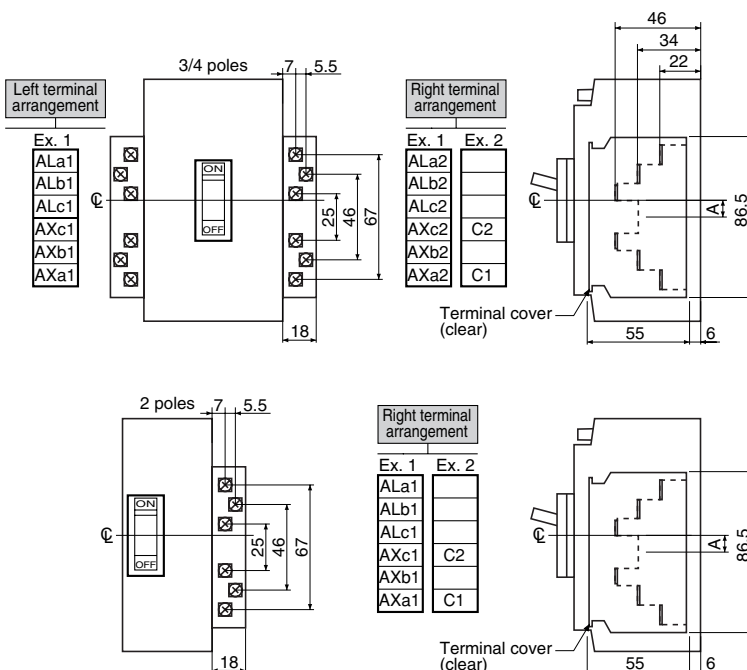 46
34
22
3/4 poles
7
5.5
Left terminal
arrangement
Ex. 1
ALa1
ALb1
ALc1
AXc1
AXb1
AXa1
ON
OFF
℄
25
46
67
18
Right terminal
arrangement
Ex. 1
Ex. 2
ALa2
ALb2
ALc2
AXc2
C2
AXb2
AXa2
C1
℄
A
86.5
Terminal cover
(clear)
55
6
2 poles
7
5.5
ON
OFF
℄
25
46
67
18
Right terminal
arrangement
Ex. 1
Ex. 2
ALa1
ALb1
ALc1
AXc1
C2
AXb1
AXa1
C1
℄
A
86.5
Terminal cover
(clear)
55
6